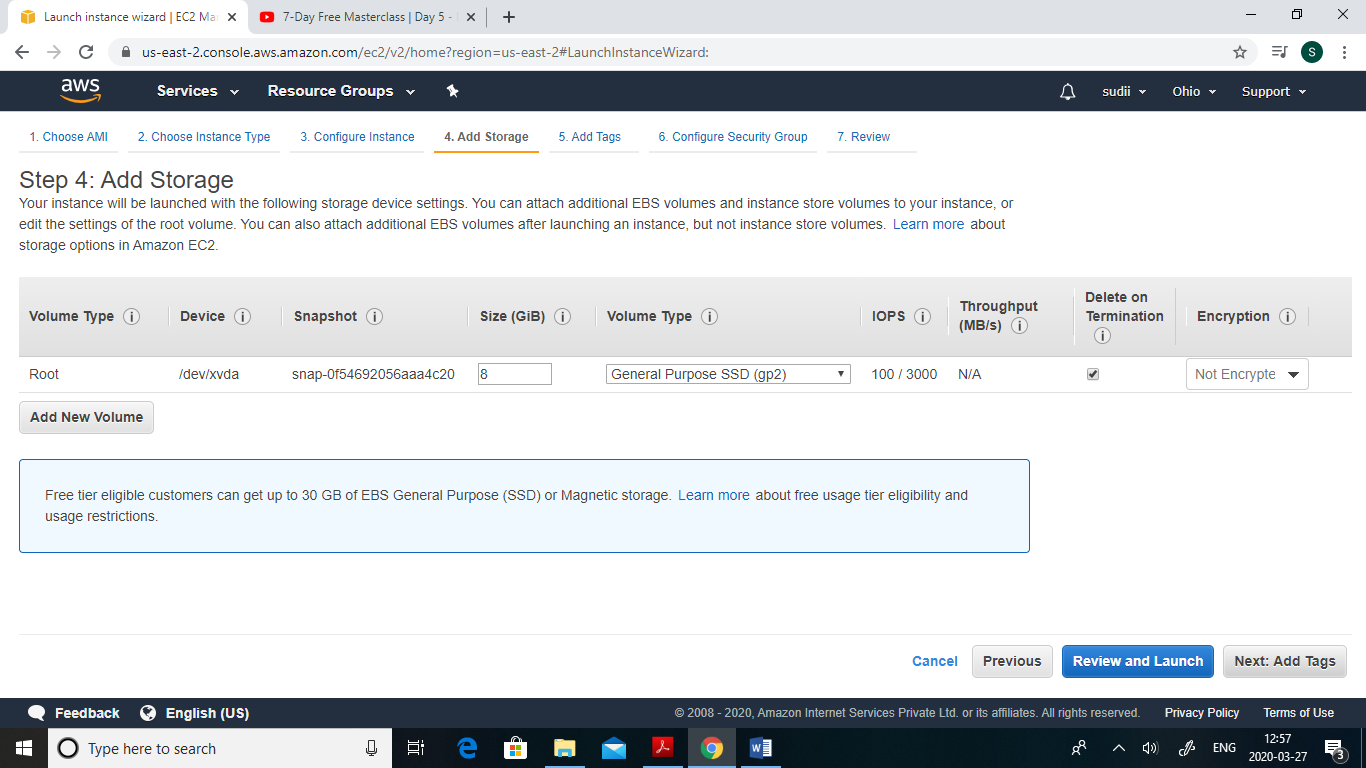 Launch instance wizard | EC2 Ma
7-Day Free Masterclass | Day 5 -
us-east-2.console.aws.amazon.com/ec2/v2/home?region=us-east-2#LaunchInstanceWizard:
S
aws Services Resource Groups sudii Ohio Support
1. Choose AMI 2. Choose Instance Type 3. Configure Instance 4. Add Storage 5. Add Tags 6. Configure Security Group 7. Review
Step 4: Add Storage
Your instance will be launched with the following storage device settings. You can attach additional EBS volumes and instance store volumes to your instance, or
edit the settings of the root volume. You can also attach additional EBS volumes after launching an instance, but not instance store volumes. Learn more about
storage options in Amazon EC2.
Volume Type i Device i Snapshot i Size (GiB) i Volume Type i IOPS i Throughput (MB/s) i Delete on Termination i Encryption i
Root /dev/xvda snap-0f54692056aaa4c20 8 General Purpose SSD (gp2) 100 / 3000 N/A Not Encrypte
Add New Volume
Free tier eligible customers can get up to 30 GB of EBS General Purpose (SSD) or Magnetic storage. Learn more about free usage tier eligibility and
usage restrictions.
Cancel Previous Review and Launch Next: Add Tags
Feedback English (US) © 2008 - 2020, Amazon Internet Services Private Ltd. or its affiliates. All rights reserved. Privacy Policy Terms of Use
Type here to search ENG 12:57
2020-03-27 3